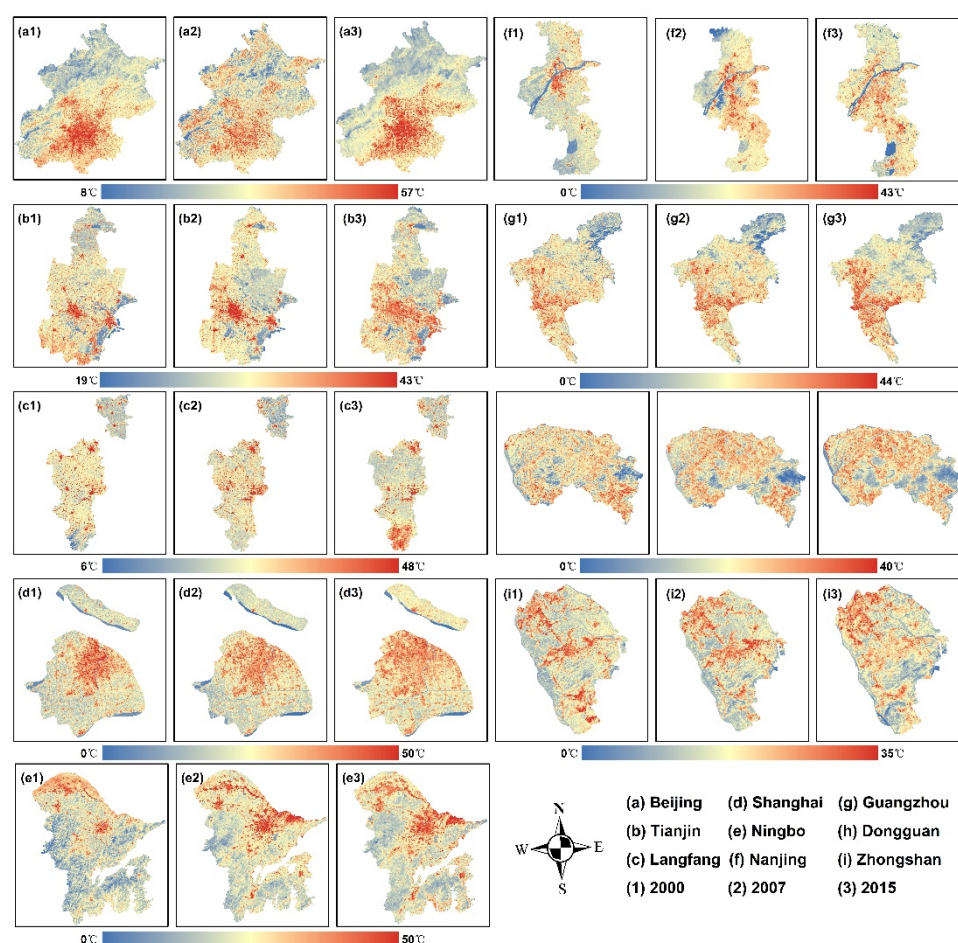 (a1) (a2) (a3) (f1) (f2) (f3)
8℃ 57℃ 0℃ 43℃
(b1) (b2) (b3) (g1) (g2) (g3)
19℃ 43℃ 0℃ 44℃
(c1) (c2) (c3)
6℃ 48℃ 0℃ 40℃
(d1) (d2) (d3) (i1) (i2) (i3)
0℃ 50℃ 0℃ 35℃
(e1) (e2) (e3)
0℃ 50℃
N
W E
S
(a) Beijing (d) Shanghai (g) Guangzhou
(b) Tianjin (e) Ningbo (h) Dongguan
(c) Langfang (f) Nanjing (i) Zhongshan
(1) 2000 (2) 2007 (3) 2015